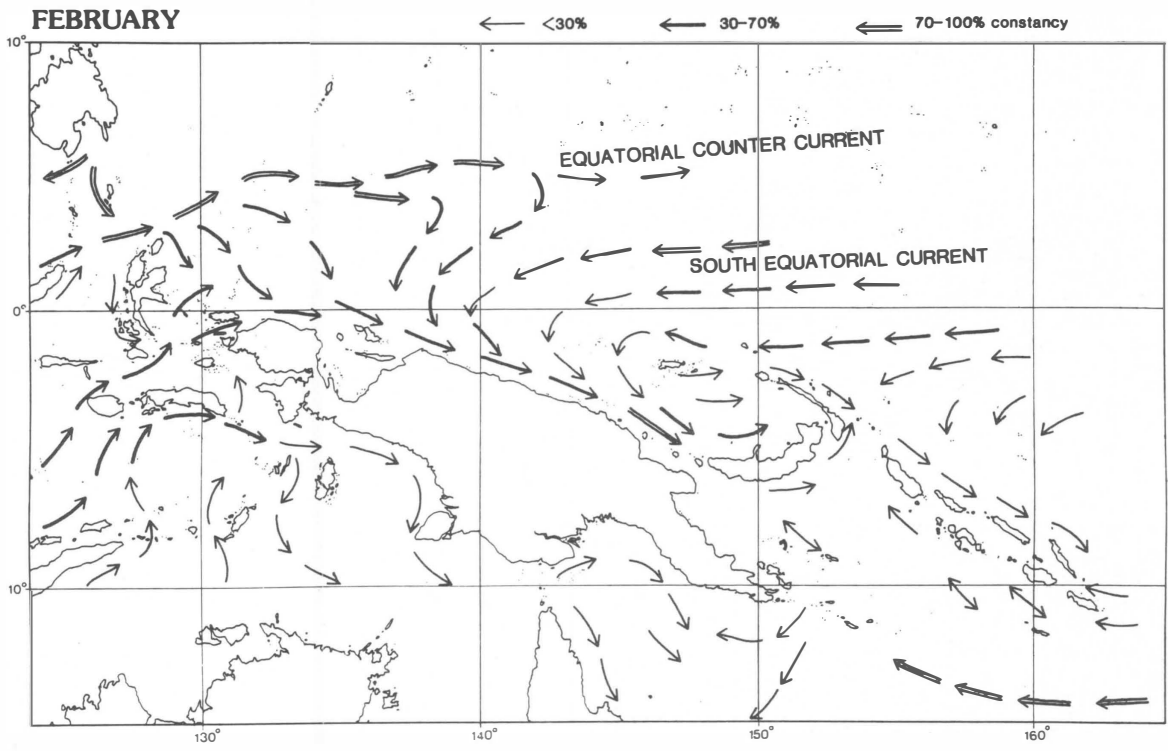 FEBRUARY
<30% 30-70% 70-100% constancy
10°
EQUATORIAL COUNTER CURRENT
SOUTH EQUATORIAL CURRENT
0°
10°
130° 140° 150° 160°